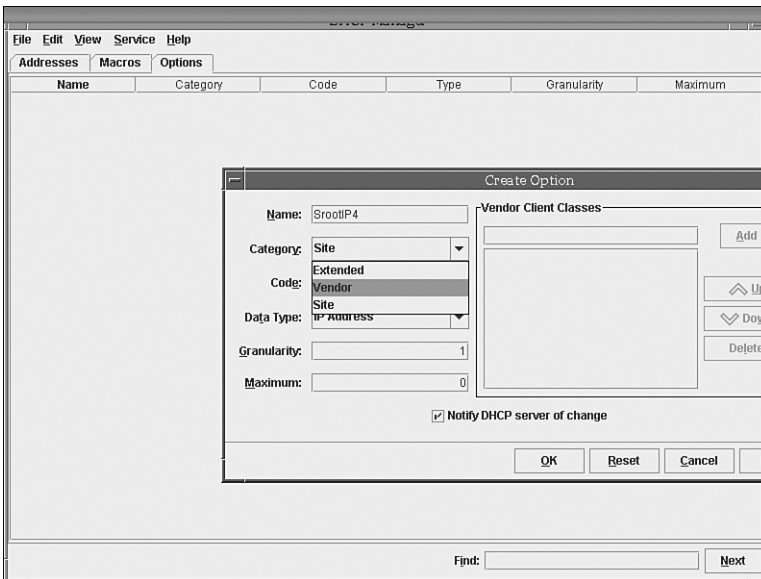 File Edit View Service Help
Addresses Macros Options
Name Category Code Type Granularity Maximum
Create Option
Name: SrootIP4
Vendor Client Classes
Add
Category: Site
Extended
Code: Vendor
Site
Data Type: IP Address
Granularity: 1
Maximum: 0
Delete
Notify DHCP server of change
OK Reset Cancel
Find: Next